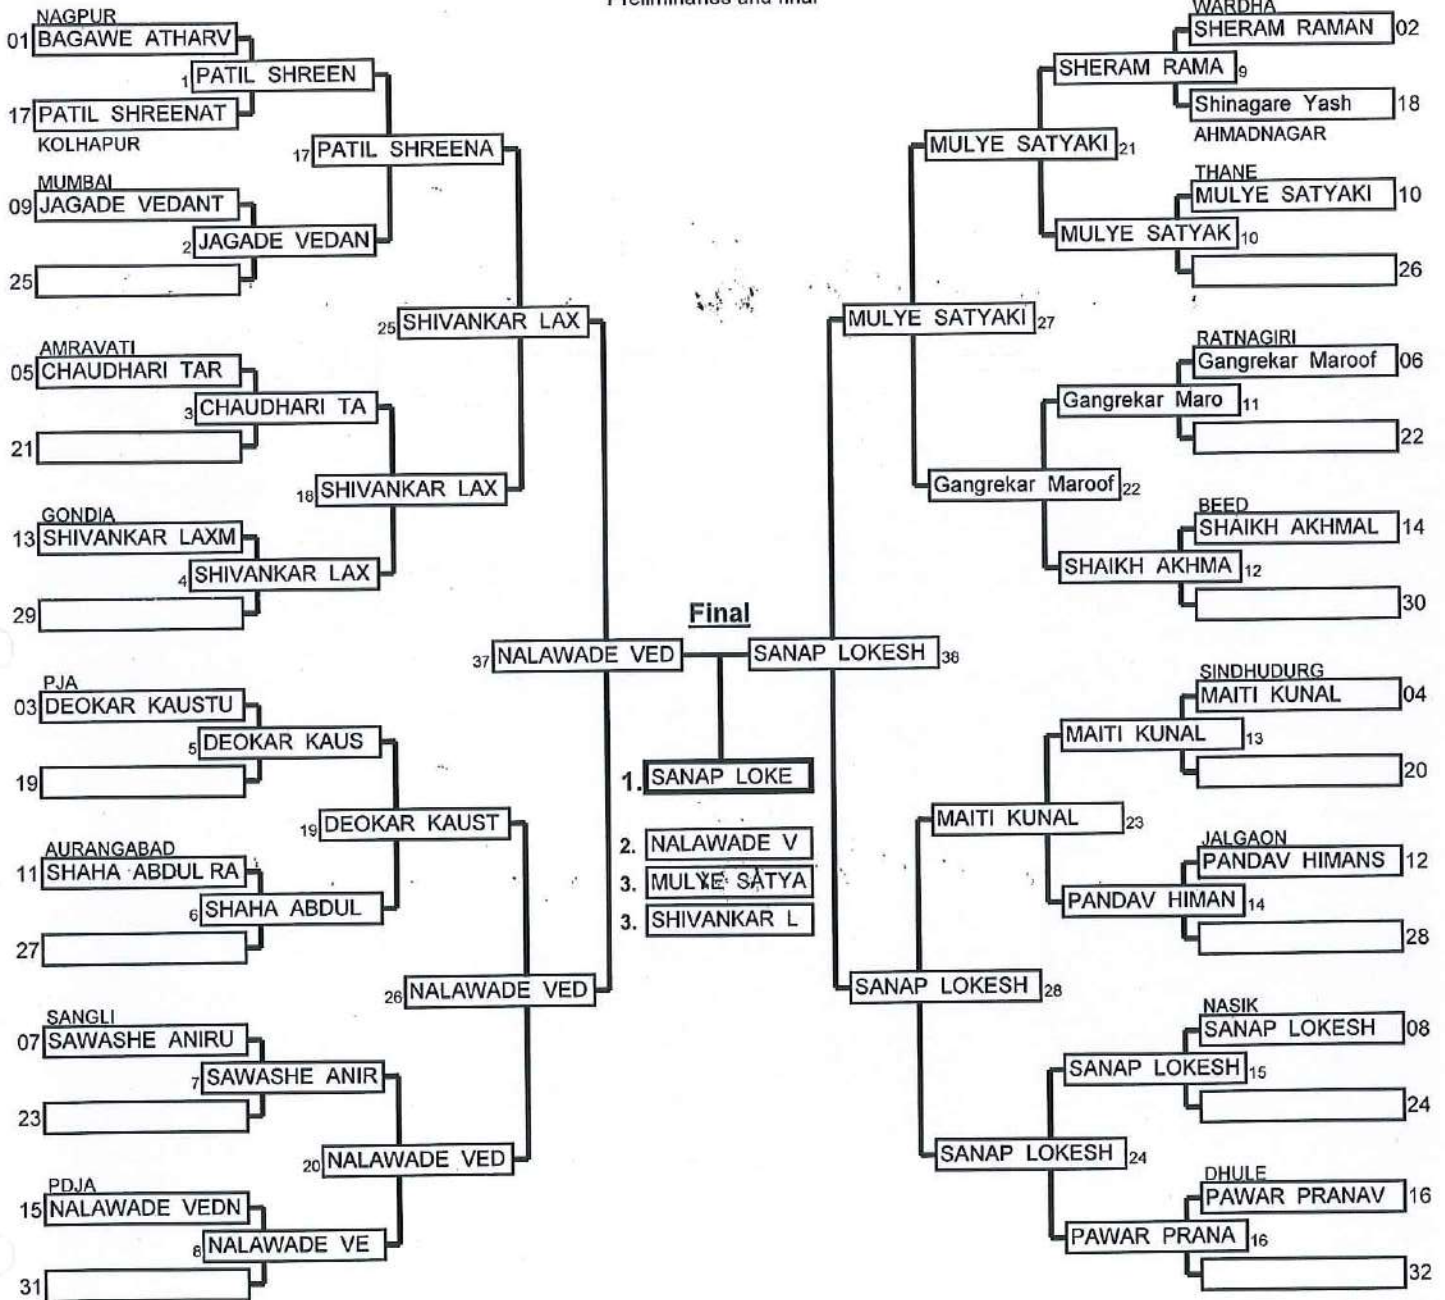 Preliminaries and final
NAGPUR
01 BAGAWE ATHARV
1 PATIL SHREEN
17 PATIL SHREENAT
KOLHAPUR
17 PATIL SHREENA
MUMBAI
09 JAGADE VEDANT
2 JAGADE VEDAN
25
25 SHIVANKAR LAX
AMRAVATI
05 CHAUDHARI TAR
3 CHAUDHARI TA
21
18 SHIVANKAR LAX
GONDIA
13 SHIVANKAR LAXM
4 SHIVANKAR LAX
29
37 NALAWADE VED
PJA
03 DEOKAR KAUSTU
5 DEOKAR KAUS
19
19 DEOKAR KAUST
AURANGABAD
11 SHAHA ABDUL RA
6 SHAHA ABDUL
27
26 NALAWADE VED
SANGLI
07 SAWASHE ANIRU
7 SAWASHE ANIR
23
20 NALAWADE VED
PDJA
15 NALAWADE VEDN
8 NALAWADE VE
31
Final
1. SANAP LOKE
2. NALAWADE V
3. MULYE SATYA
3. SHIVANKAR L
WARDHA
SHERAM RAMAN 02
SHERAM RAMA 9
Shinagare Yash 18
AHMADNAGAR
MULYE SATYAKI 21
THANE
MULYE SATYAKI 10
MULYE SATYAK 10
26
MULYE SATYAKI 27
RATNAGIRI
Gangrekar Maroof 06
Gangrekar Maro 11
22
Gangrekar Maroof 22
BEED
SHAIKH AKHMAL 14
SHAIKH AKHMA 12
30
SANAP LOKESH 38
SINDHUDURG
MAITI KUNAL 04
MAITI KUNAL 13
20
MAITI KUNAL 23
JALGAON
PANDAV HIMANS 12
PANDAV HIMAN 14
28
SANAP LOKESH 28
NASIK
SANAP LOKESH 08
SANAP LOKESH 15
24
SANAP LOKESH 24
DHULE
PAWAR PRANAV 16
PAWAR PRANA 16
32